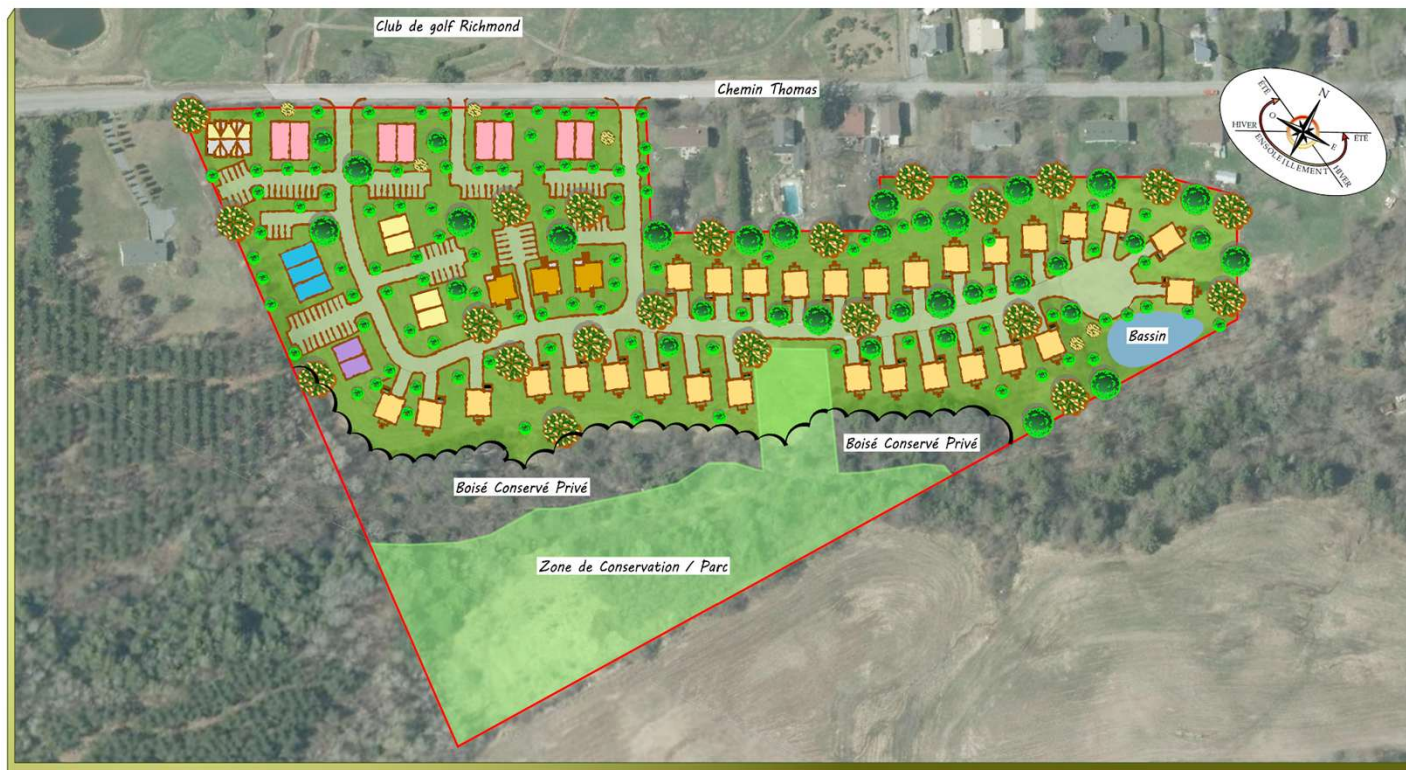 Club de golf Richmond
Chemin Thomas
ÉTÉ
N
O
HIVER
ÉTÉ
E
ENSOLEILLEMENT
HIVER
Bassin
Boisé Conservé Privé
Boisé Conservé Privé
Zone de Conservation / Parc